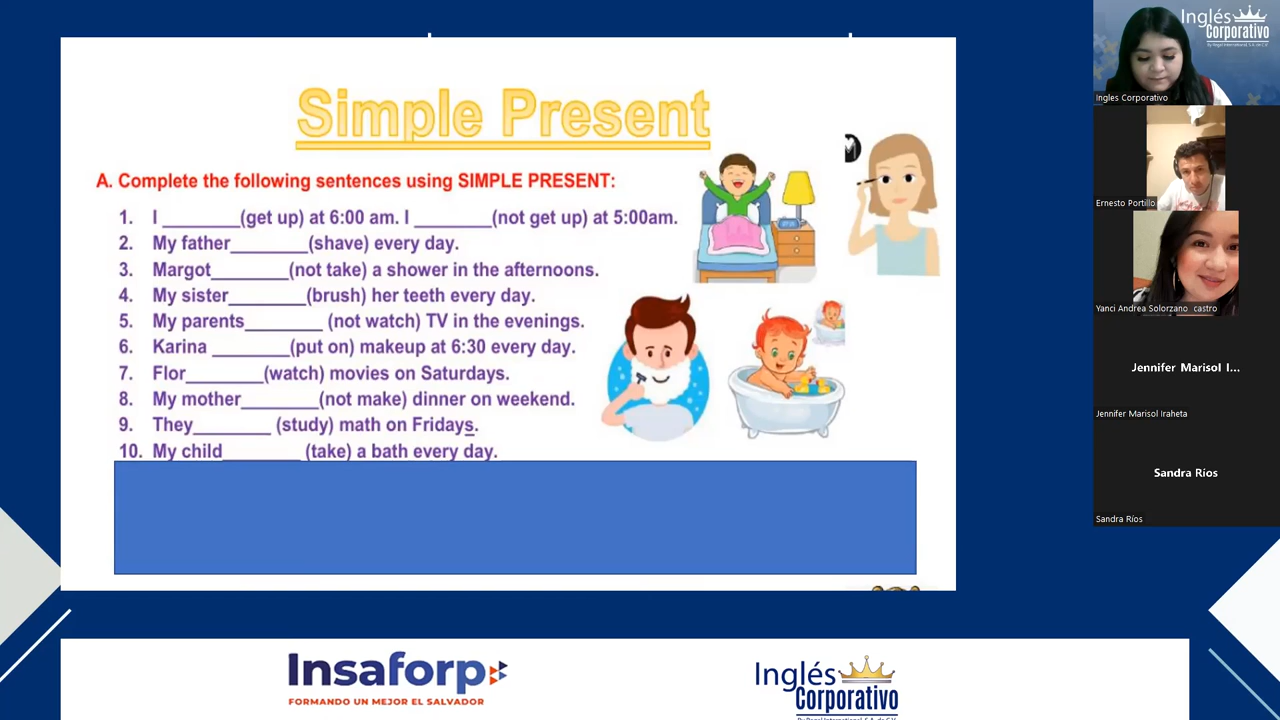 Simple Present
A. Complete the following sentences using SIMPLE PRESENT:
1. I ________(get up) at 6:00 am. I ________(not get up) at 5:00am.
2. My father________(shave) every day.
3. Margot________(not take) a shower in the afternoons.
4. My sister________(brush) her teeth every day.
5. My parents________ (not watch) TV in the evenings.
6. Karina ________(put on) makeup at 6:30 every day.
7. Flor________(watch) movies on Saturdays.
8. My mother________(not make) dinner on weekend.
9. They________ (study) math on Fridays.
10. My child________ (take) a bath every day.
Insaforp
FORMANDO UN MEJOR EL SALVADOR
Inglés
Corporativo
Inglés
Corporativo
By Regal International, S.A. de C.V.
Ingles Corporativo
Ernesto Portillo
Yanci Andrea Solorzano castro
Jennifer Marisol I...
Jennifer Marisol Iraheta
Sandra Ríos
Sandra Ríos